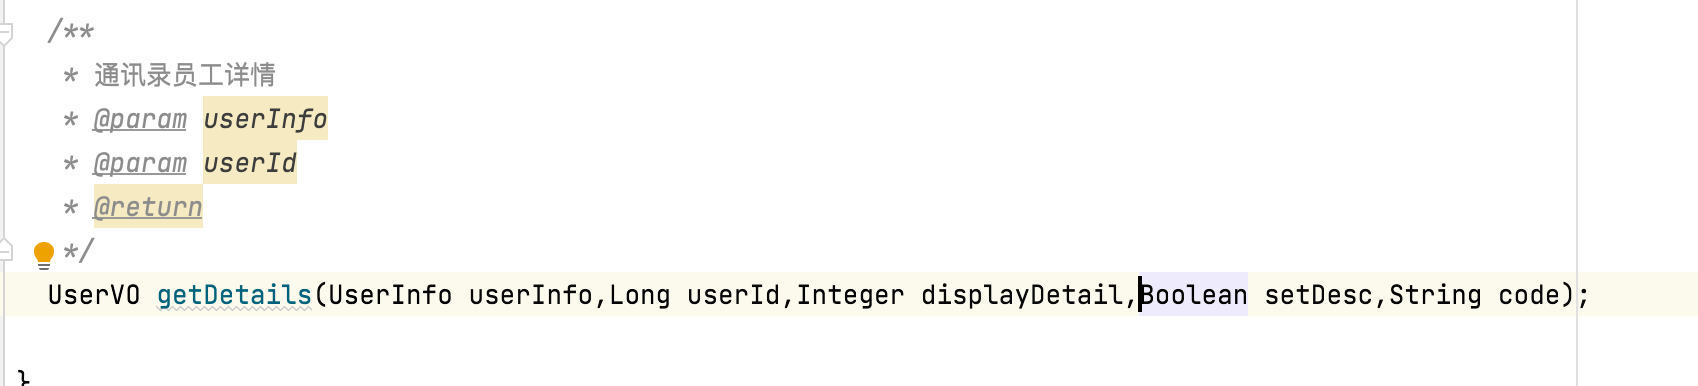 /**
* 通讯录员工详情
* @param userInfo
* @param userId
* @return
*/
UserVO getDetails(UserInfo userInfo,Long userId,Integer displayDetail,Boolean setDesc,String code);
}